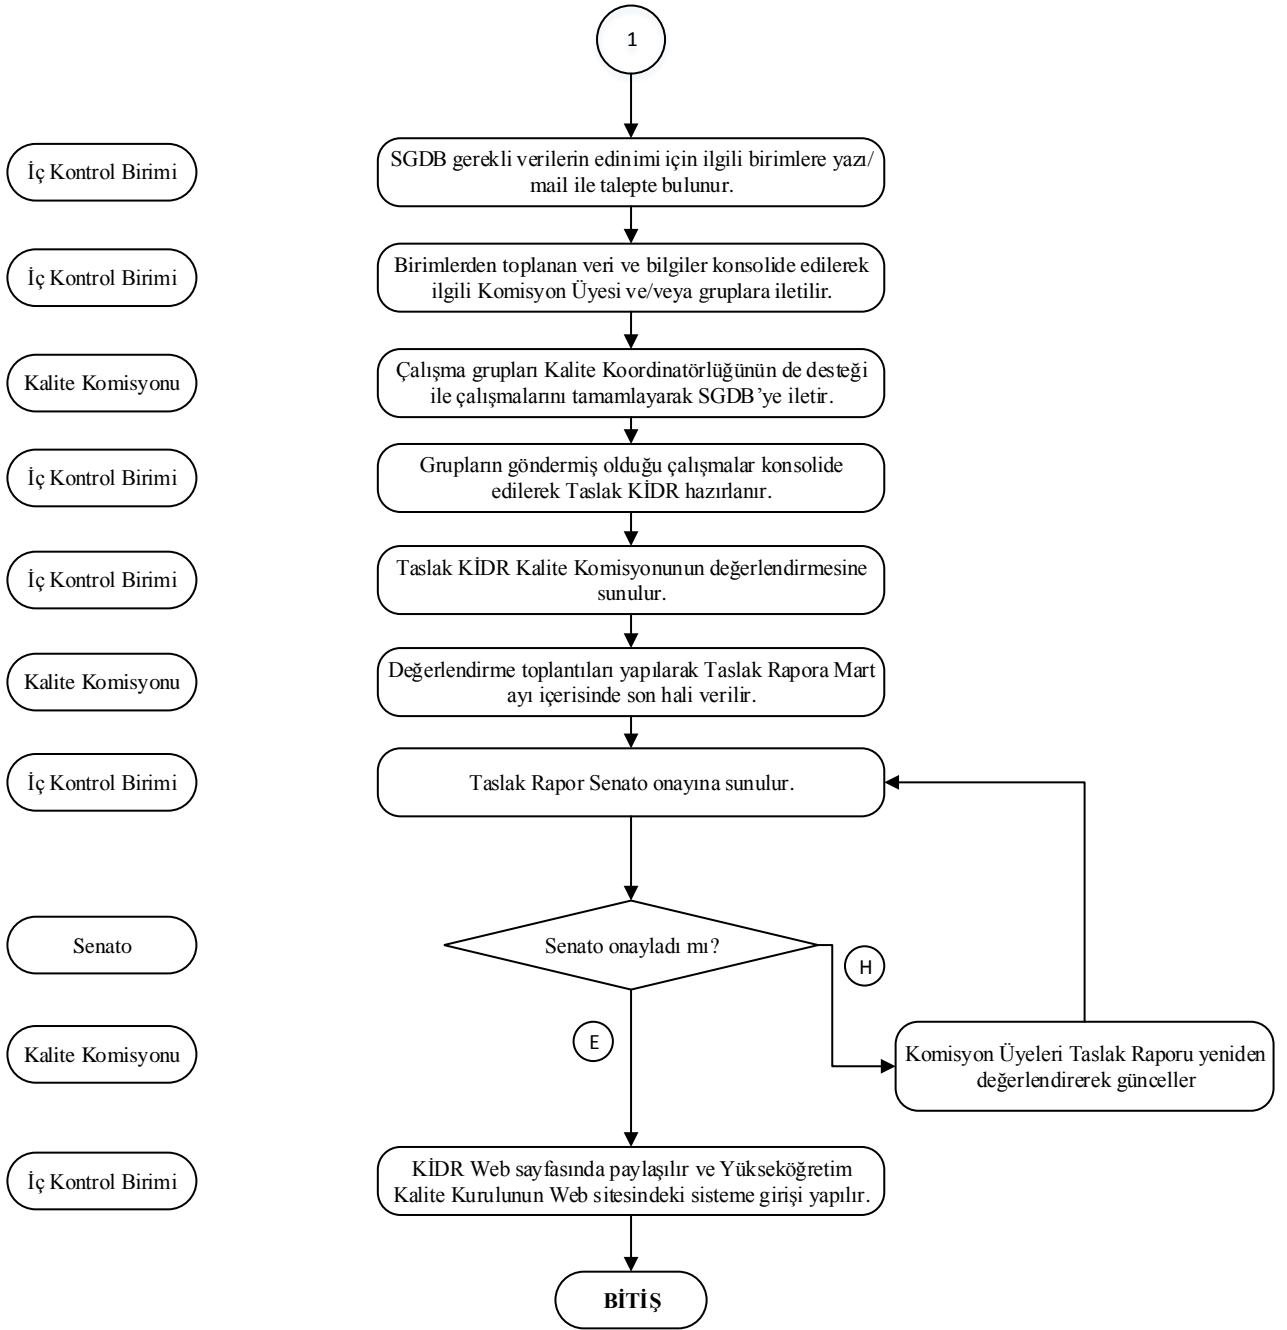 1
İç Kontrol Birimi
SGDB gerekli verilerin edinimi için ilgili birimlere yazı/
mail ile talepte bulunur.
İç Kontrol Birimi
Birimlerden toplanan veri ve bilgiler konsolide edilerek
ilgili Komisyon Üyesi ve/veya gruplara iletilir.
Kalite Komisyonu
Çalışma grupları Kalite Koordinatörlüğünün de desteği
ile çalışmalarını tamamlayarak SGDB’ye iletir.
İç Kontrol Birimi
Grupların göndermiş olduğu çalışmalar konsolide
edilerek Taslak KİDR hazırlanır.
İç Kontrol Birimi
Taslak KİDR Kalite Komisyonunun değerlendirmesine
sunulur.
Kalite Komisyonu
Değerlendirme toplantıları yapılarak Taslak Rapora Mart
ayı içerisinde son hali verilir.
İç Kontrol Birimi
Taslak Rapor Senato onayına sunulur.
Senato
Senato onayladı mı?
H
E
Kalite Komisyonu
Komisyon Üyeleri Taslak Raporu yeniden
değerlendirerek günceller
İç Kontrol Birimi
KİDR Web sayfasında paylaşılır ve Yükseköğretim
Kalite Kurulunun Web sitesindeki sisteme girişi yapılır.
BİTİŞ